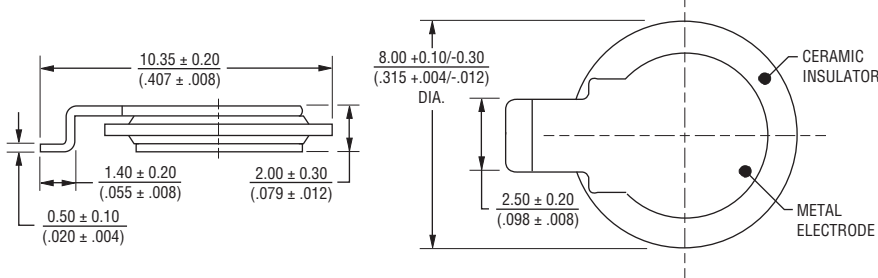 10.35 ± 0.20
(.407 ± .008)
1.40 ± 0.20
(.055 ± .008)
2.00 ± 0.30
(.079 ± .012)
0.50 ± 0.10
(.020 ± .004)
8.00 +0.10/-0.30
(.315 +.004/-.012)
DIA.
2.50 ± 0.20
(.098 ± .008)
CERAMIC
INSULATOR
METAL
ELECTRODE